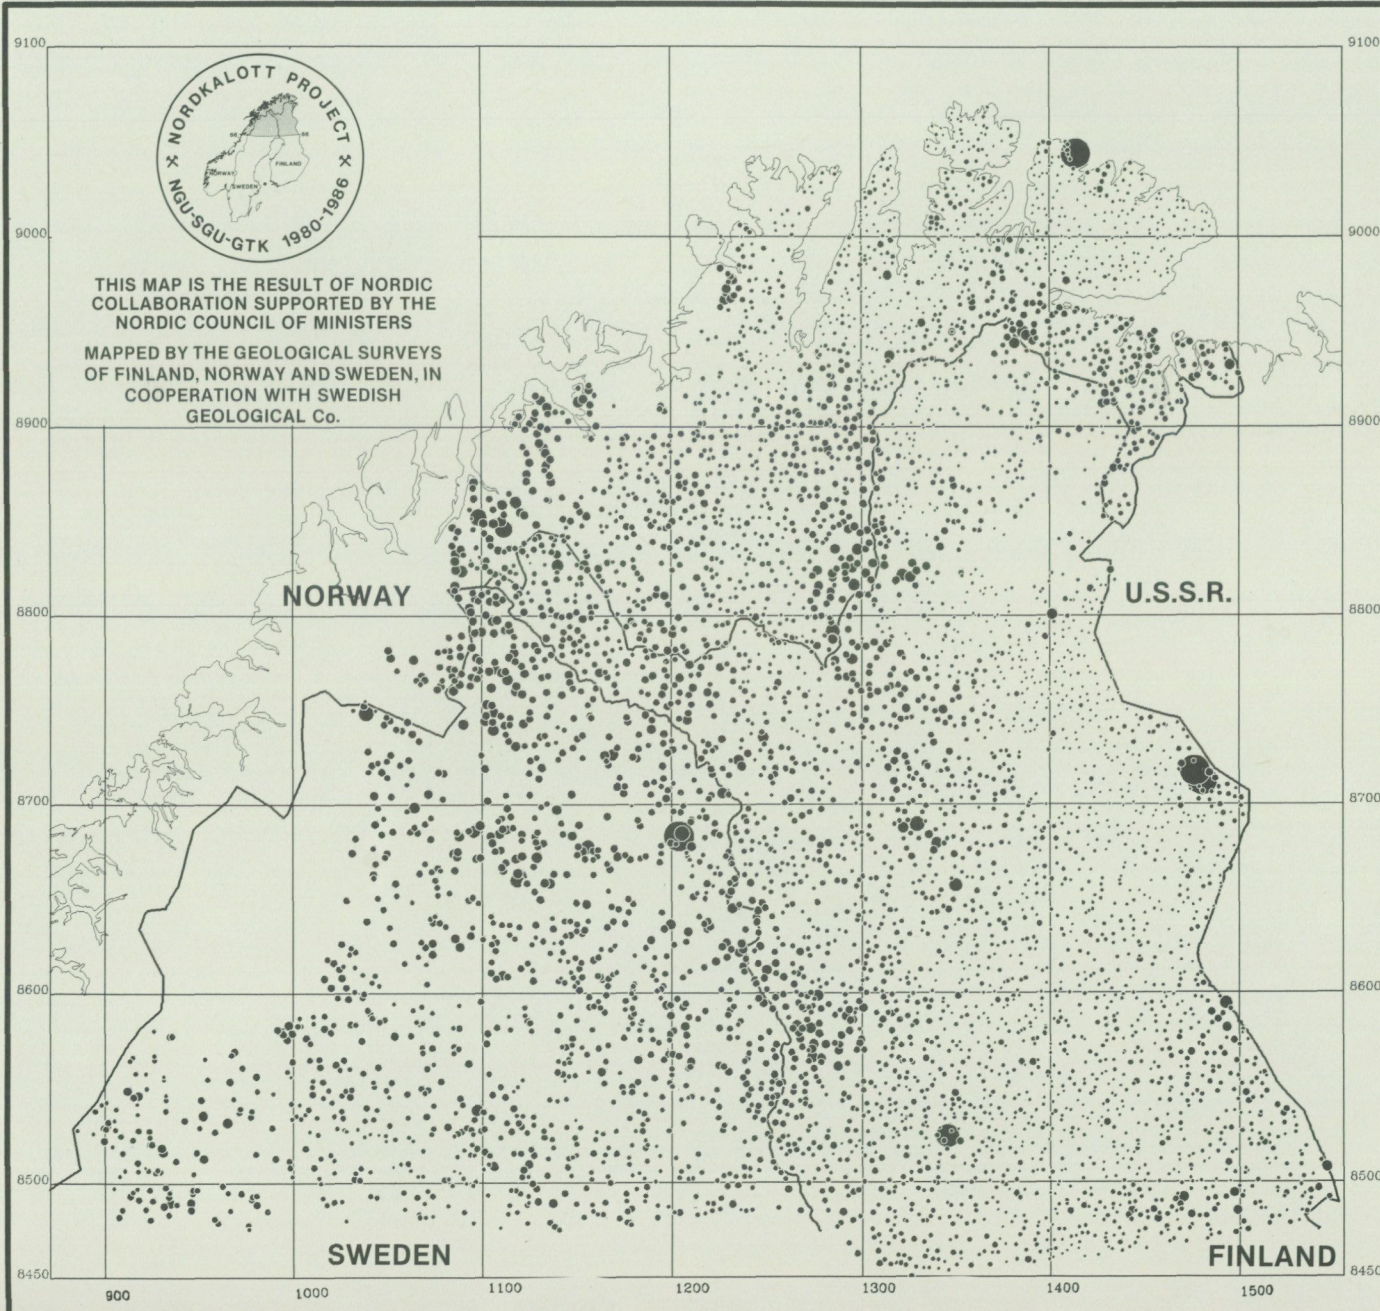 9100
9100
NORDKALOTT PROJECT
NGU-SGU-GTK 1980-1986
66
66
NORWAY
SWEDEN
FINLAND
9000
9000
THIS MAP IS THE RESULT OF NORDIC
COLLABORATION SUPPORTED BY THE
NORDIC COUNCIL OF MINISTERS
MAPPED BY THE GEOLOGICAL SURVEYS
OF FINLAND, NORWAY AND SWEDEN, IN
COOPERATION WITH SWEDISH
GEOLOGICAL Co.
8900
8900
NORWAY
U.S.S.R.
8800
8800
8700
8700
8600
8600
8500
8500
SWEDEN
FINLAND
8450
8450
900
1000
1100
1200
1300
1400
1500